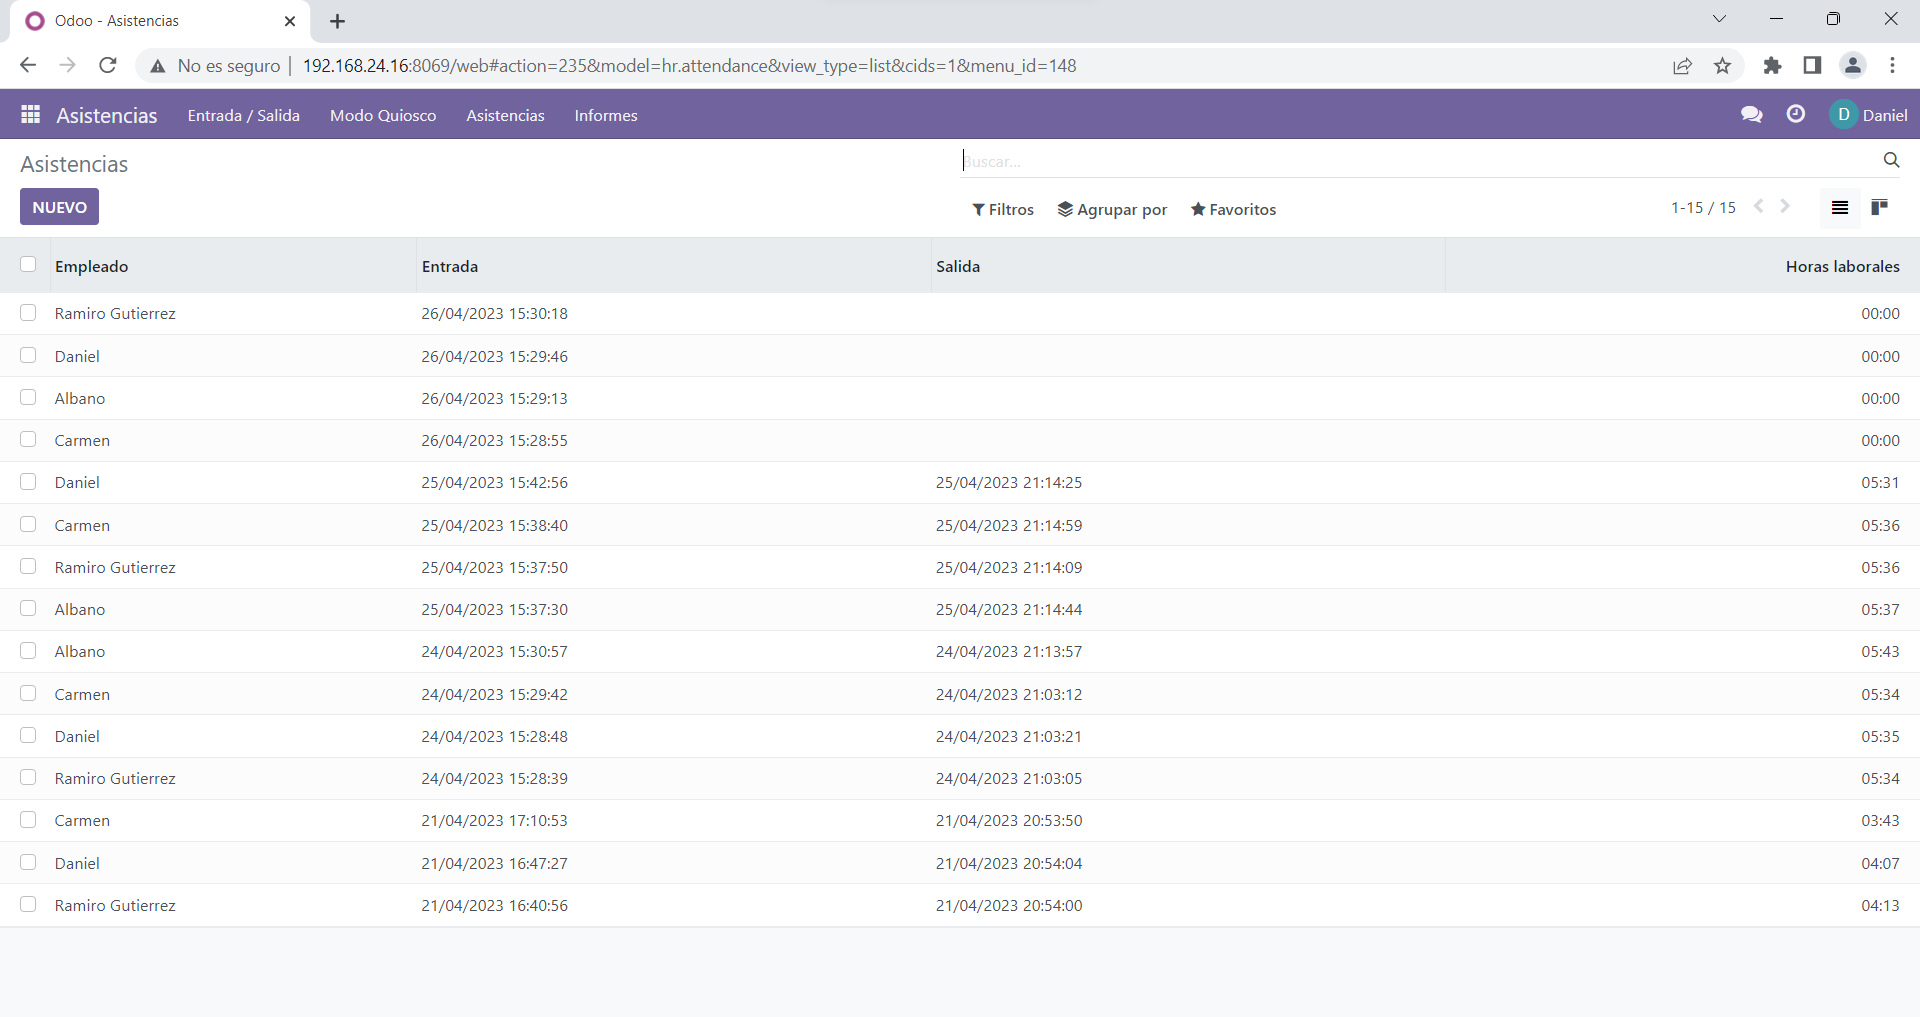 Odoo - Asistencias
No es seguro 192.168.24.16:8069/web#action=235&model=hr.attendance&view_type=list&cids=1&menu_id=148
Asistencias Entrada / Salida Modo Quiosco Asistencias Informes D Daniel
Asistencias Buscar...
NUEVO Filtros Agrupar por Favoritos 1-15 / 15
Empleado Entrada Salida Horas laborales
Ramiro Gutierrez 26/04/2023 15:30:18 00:00
Daniel 26/04/2023 15:29:46 00:00
Albano 26/04/2023 15:29:13 00:00
Carmen 26/04/2023 15:28:55 00:00
Daniel 25/04/2023 15:42:56 25/04/2023 21:14:25 05:31
Carmen 25/04/2023 15:38:40 25/04/2023 21:14:59 05:36
Ramiro Gutierrez 25/04/2023 15:37:50 25/04/2023 21:14:09 05:36
Albano 25/04/2023 15:37:30 25/04/2023 21:14:44 05:37
Albano 24/04/2023 15:30:57 24/04/2023 21:13:57 05:43
Carmen 24/04/2023 15:29:42 24/04/2023 21:03:12 05:34
Daniel 24/04/2023 15:28:48 24/04/2023 21:03:21 05:35
Ramiro Gutierrez 24/04/2023 15:28:39 24/04/2023 21:03:05 05:34
Carmen 21/04/2023 17:10:53 21/04/2023 20:53:50 03:43
Daniel 21/04/2023 16:47:27 21/04/2023 20:54:04 04:07
Ramiro Gutierrez 21/04/2023 16:40:56 21/04/2023 20:54:00 04:13